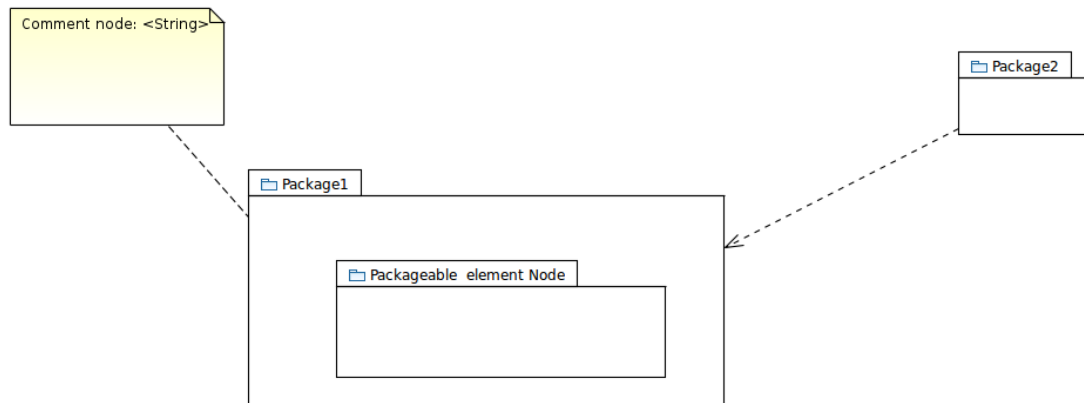 Comment node: <String>
Package2
Package1
Packageable element Node